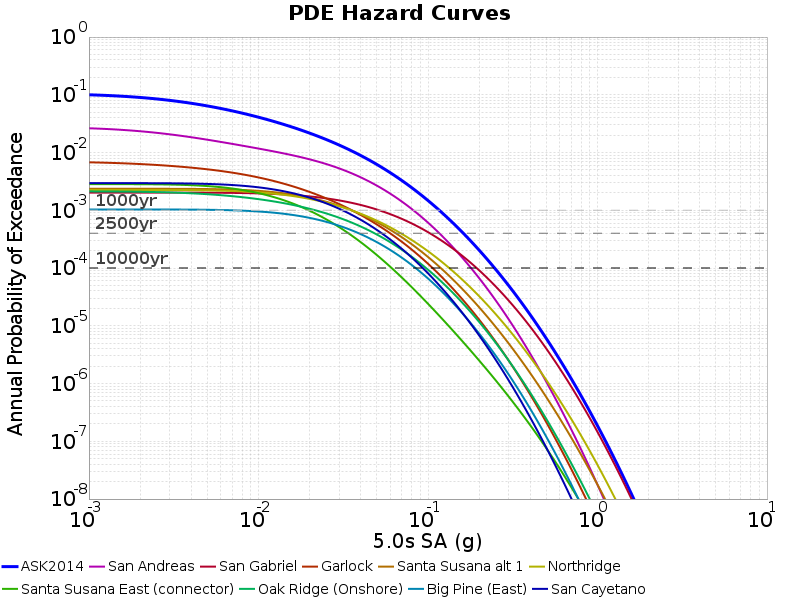 PDE Hazard Curves
Annual Probability of Exceedance
10^0
10^-1
10^-2
10^-3
10^-4
10^-5
10^-6
10^-7
10^-8
1000yr
2500yr
10000yr
10^-3 10^-2 10^-1 10^0 10^1
5.0s SA (g)
ASK2014 San Andreas San Gabriel Garlock Santa Susana alt 1 Northridge
Santa Susana East (connector) Oak Ridge (Onshore) Big Pine (East) San Cayetano